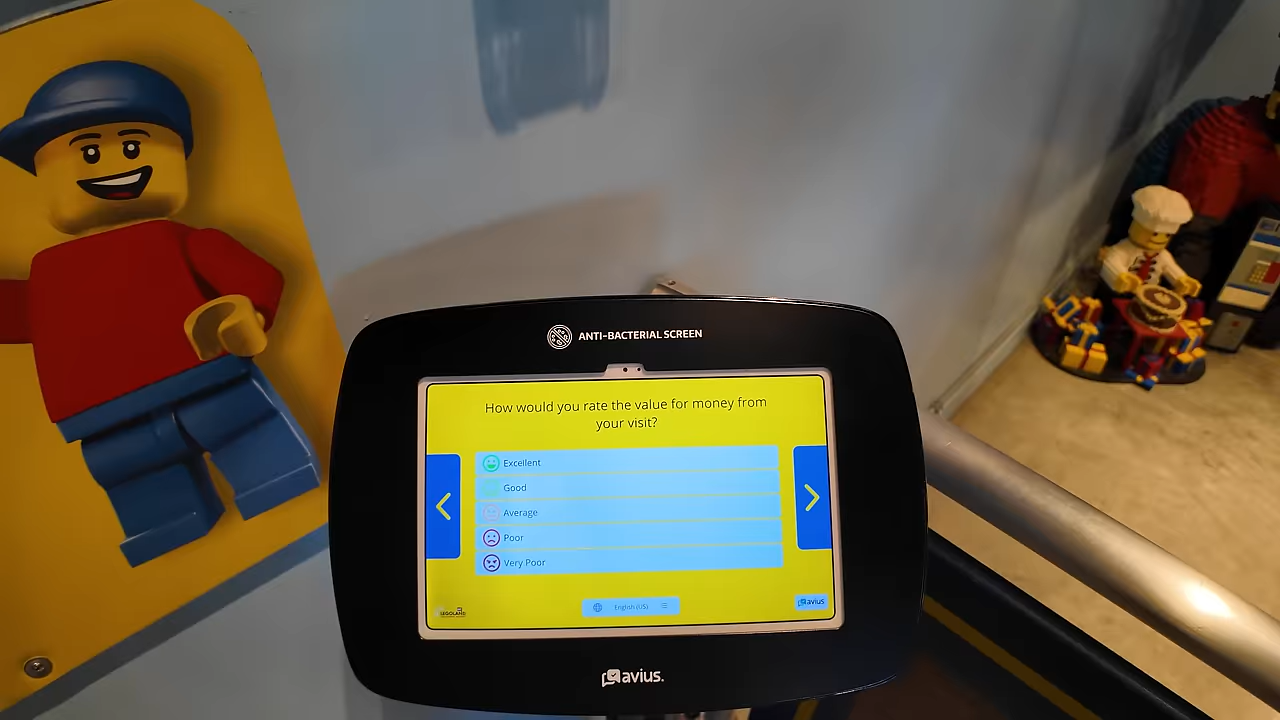 ANTI-BACTERIAL SCREEN
How would you rate the value for money from
your visit?
Excellent
Good
Average
Poor
Very Poor
LEGOLAND
English (US)
avius
avius.